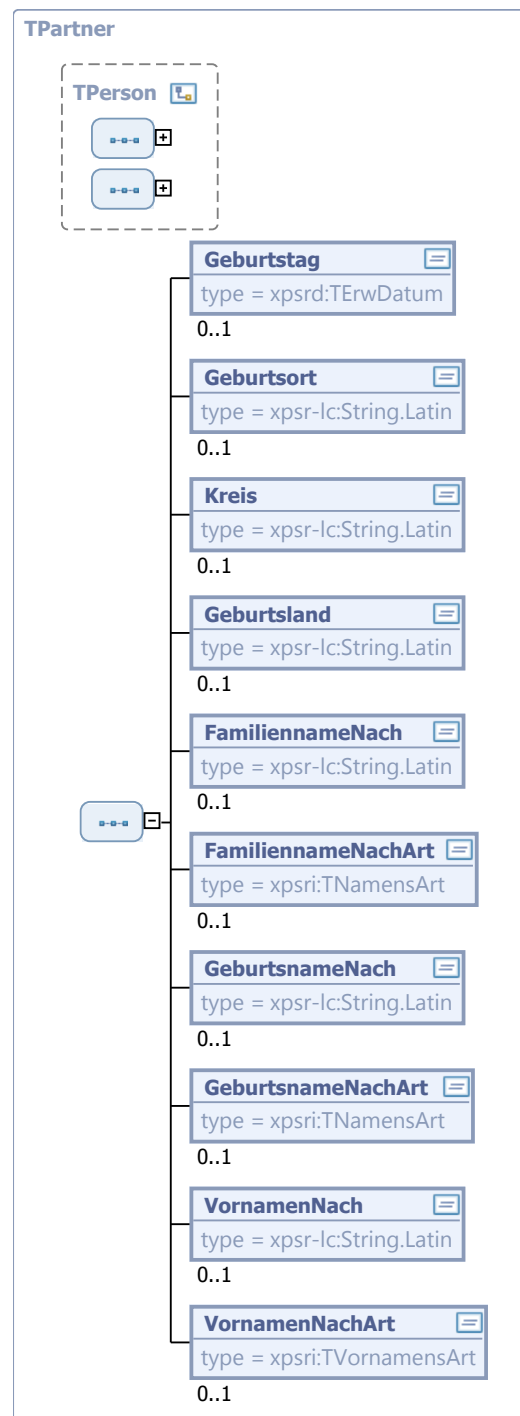 TPartner
TPerson
Geburtstag
type = xpsrd:TErwDatum
0..1
Geburtsort
type = xpsr-lc:String.Latin
0..1
Kreis
type = xpsr-lc:String.Latin
0..1
Geburtsland
type = xpsr-lc:String.Latin
0..1
FamiliennameNach
type = xpsr-lc:String.Latin
0..1
FamiliennameNachArt
type = xpsri:TNamensArt
0..1
GeburtsnameNach
type = xpsr-lc:String.Latin
0..1
GeburtsnameNachArt
type = xpsri:TNamensArt
0..1
VornamenNach
type = xpsr-lc:String.Latin
0..1
VornamenNachArt
type = xpsri:TVornamensArt
0..1